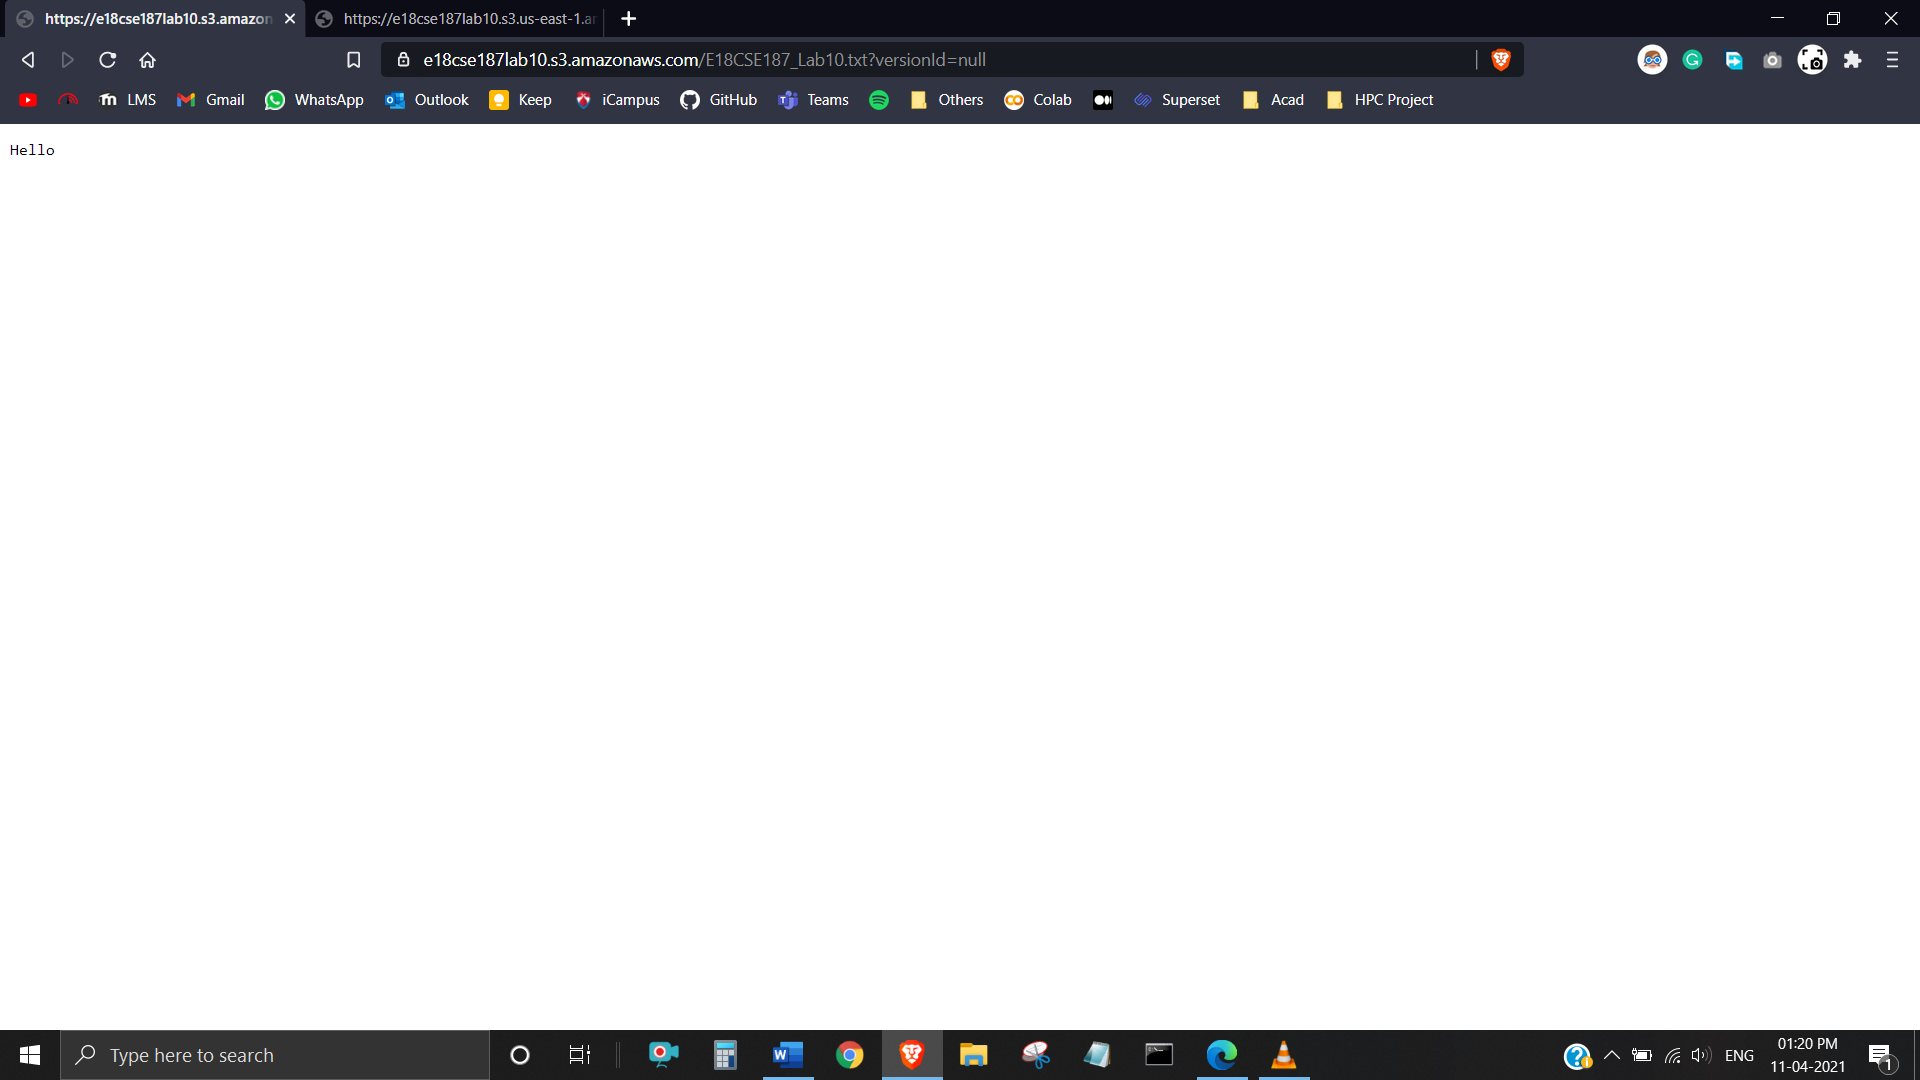 https://e18cse187lab10.s3.amazon
https://e18cse187lab10.s3.us-east-1.ar
e18cse187lab10.s3.amazonaws.com/E18CSE187_Lab10.txt?versionId=null
LMS Gmail WhatsApp Outlook Keep iCampus GitHub Teams Others Colab Superset Acad HPC Project
Hello
Type here to search
ENG
01:20 PM
11-04-2021
1